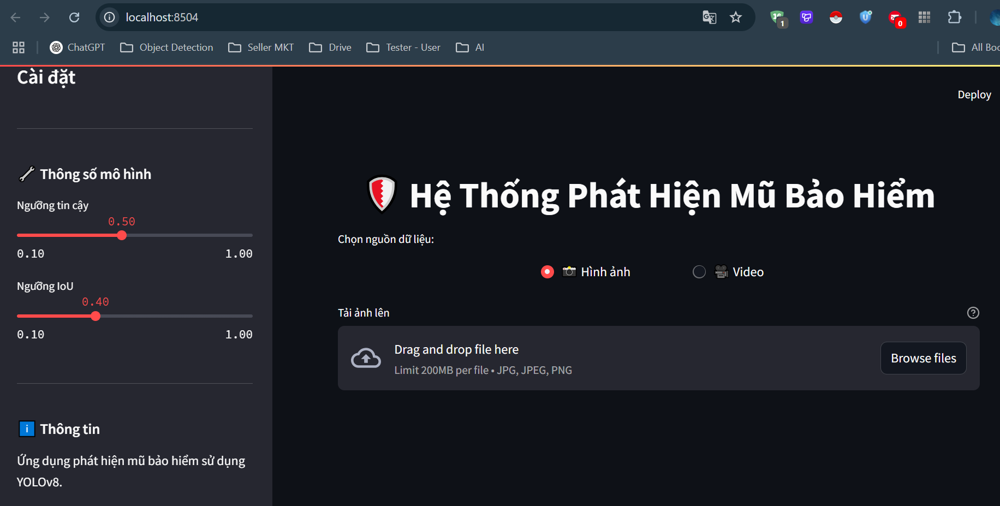 localhost:8504
1
0
ChatGPT
Object Detection
Seller MKT
Drive
Tester - User
AI
Cài đặt
Thông số mô hình
Ngưỡng tin cậy
0.50
0.10 1.00
Ngưỡng IoU
0.40
0.10 1.00
Thông tin
Ứng dụng phát hiện mũ bảo hiểm sử dụng
YOLOv8.
Deploy
Hệ Thống Phát Hiện Mũ Bảo Hiểm
Chọn nguồn dữ liệu:
Hình ảnh
Video
Tải ảnh lên
Drag and drop file here
Limit 200MB per file • JPG, JPEG, PNG
Browse files